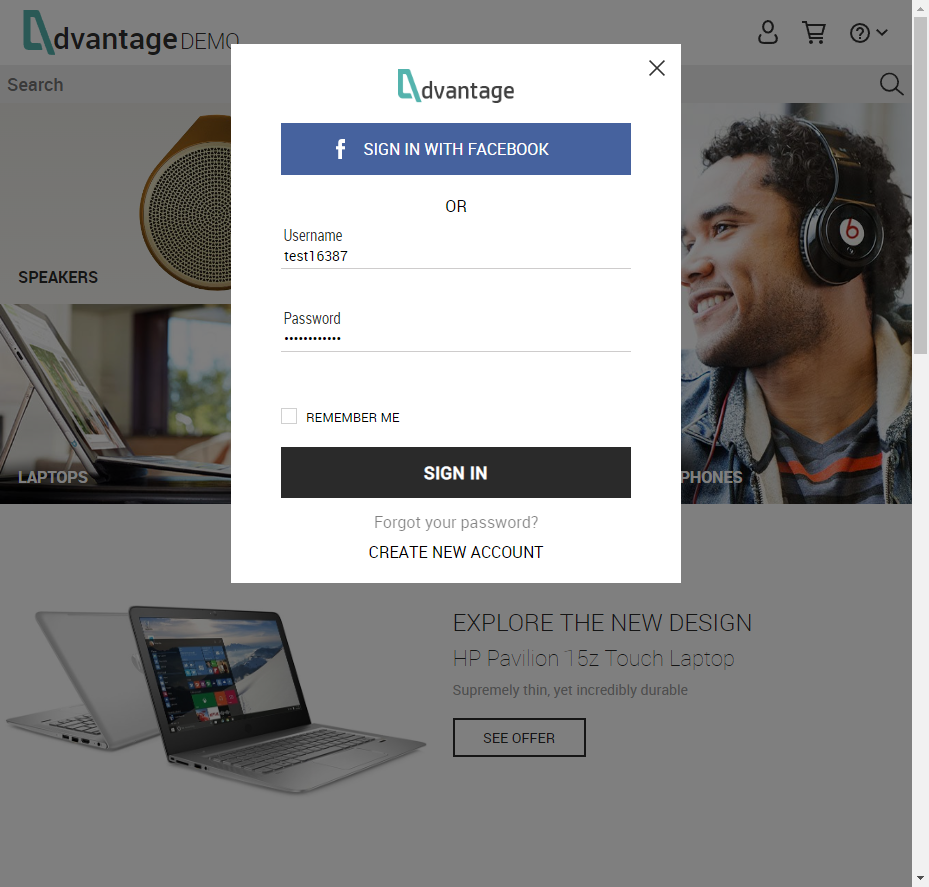 dvantage DEMO
Search
dvantage
SIGN IN WITH FACEBOOK
OR
Username
test16387
Password
••••••••••••
REMEMBER ME
SIGN IN
Forgot your password?
CREATE NEW ACCOUNT
SPEAKERS
LAPTOPS
PHONES
EXPLORE THE NEW DESIGN
HP Pavilion 15z Touch Laptop
Supremely thin, yet incredibly durable
SEE OFFER